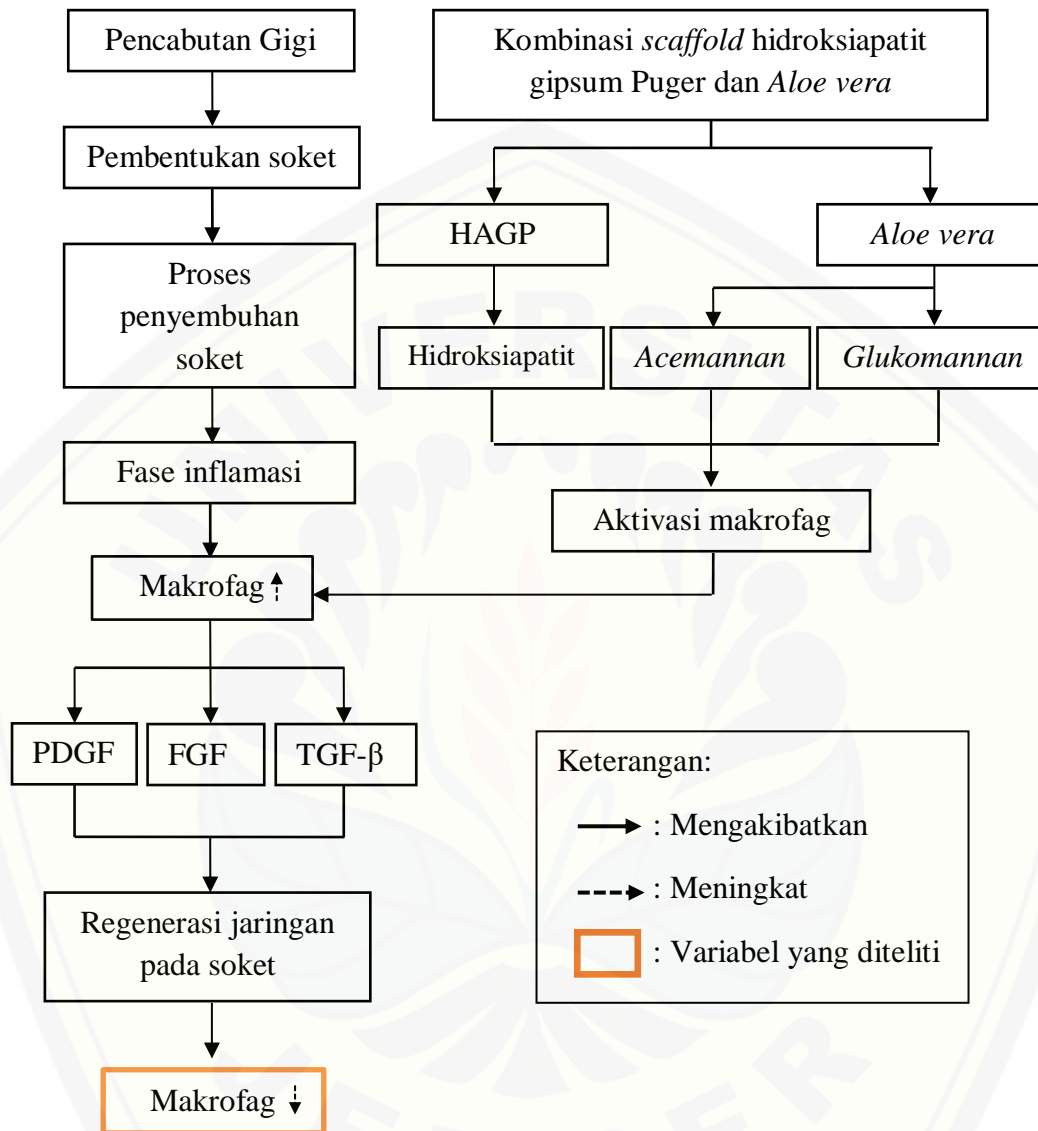 Pencabutan Gigi
Kombinasi scaffold hidroksiapatit
gipsum Puger dan Aloe vera
Pembentukan soket
HAGP
Aloe vera
Proses
penyembuhan
soket
Hidroksiapatit
Acemannan
Glukomannan
Fase inflamasi
Aktivasi makrofag
Makrofag
PDGF
FGF
TGF-β
Keterangan:
: Mengakibatkan
: Meningkat
: Variabel yang diteliti
Regenerasi jaringan
pada soket
Makrofag
UNIVERSITAS
JEMBER